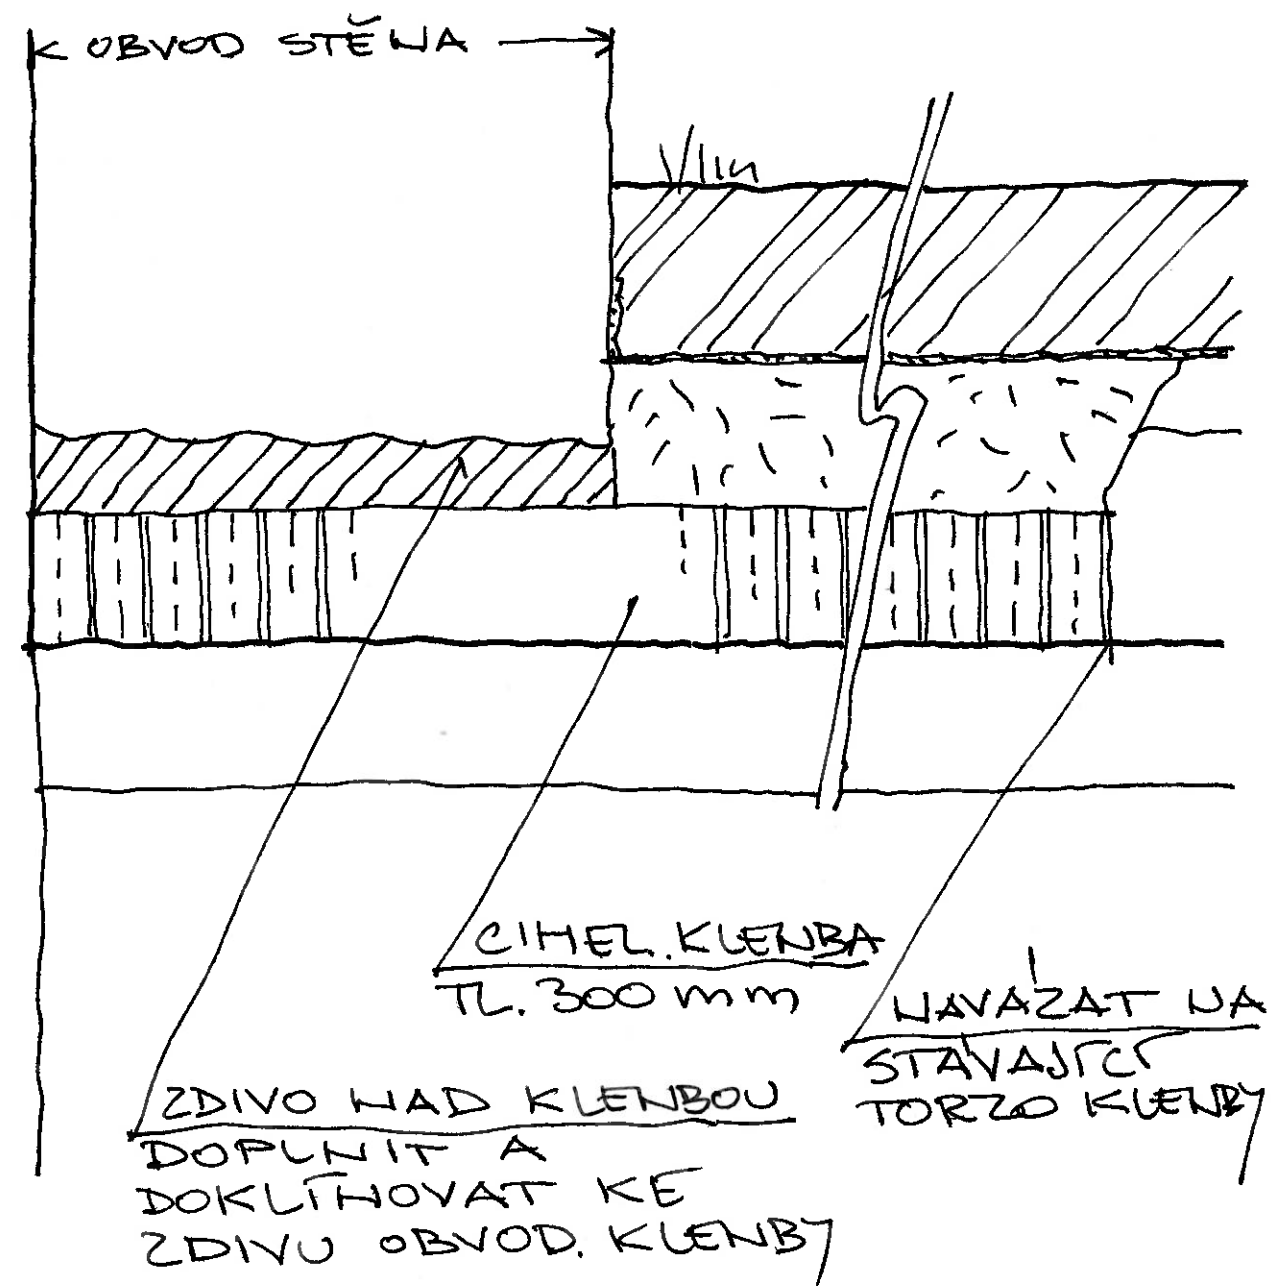 OBVOD STĚNA
CIHEL. KLENBA
TL. 300 mm
NAVÁZAT NA
STÁVAJÍCÍ
TORZO KLENBY
ZDIVO NAD KLENBOU
DOPLNIT A
DOKLÍNOVAT KE
ZDIVU OBVOD. KLENBY